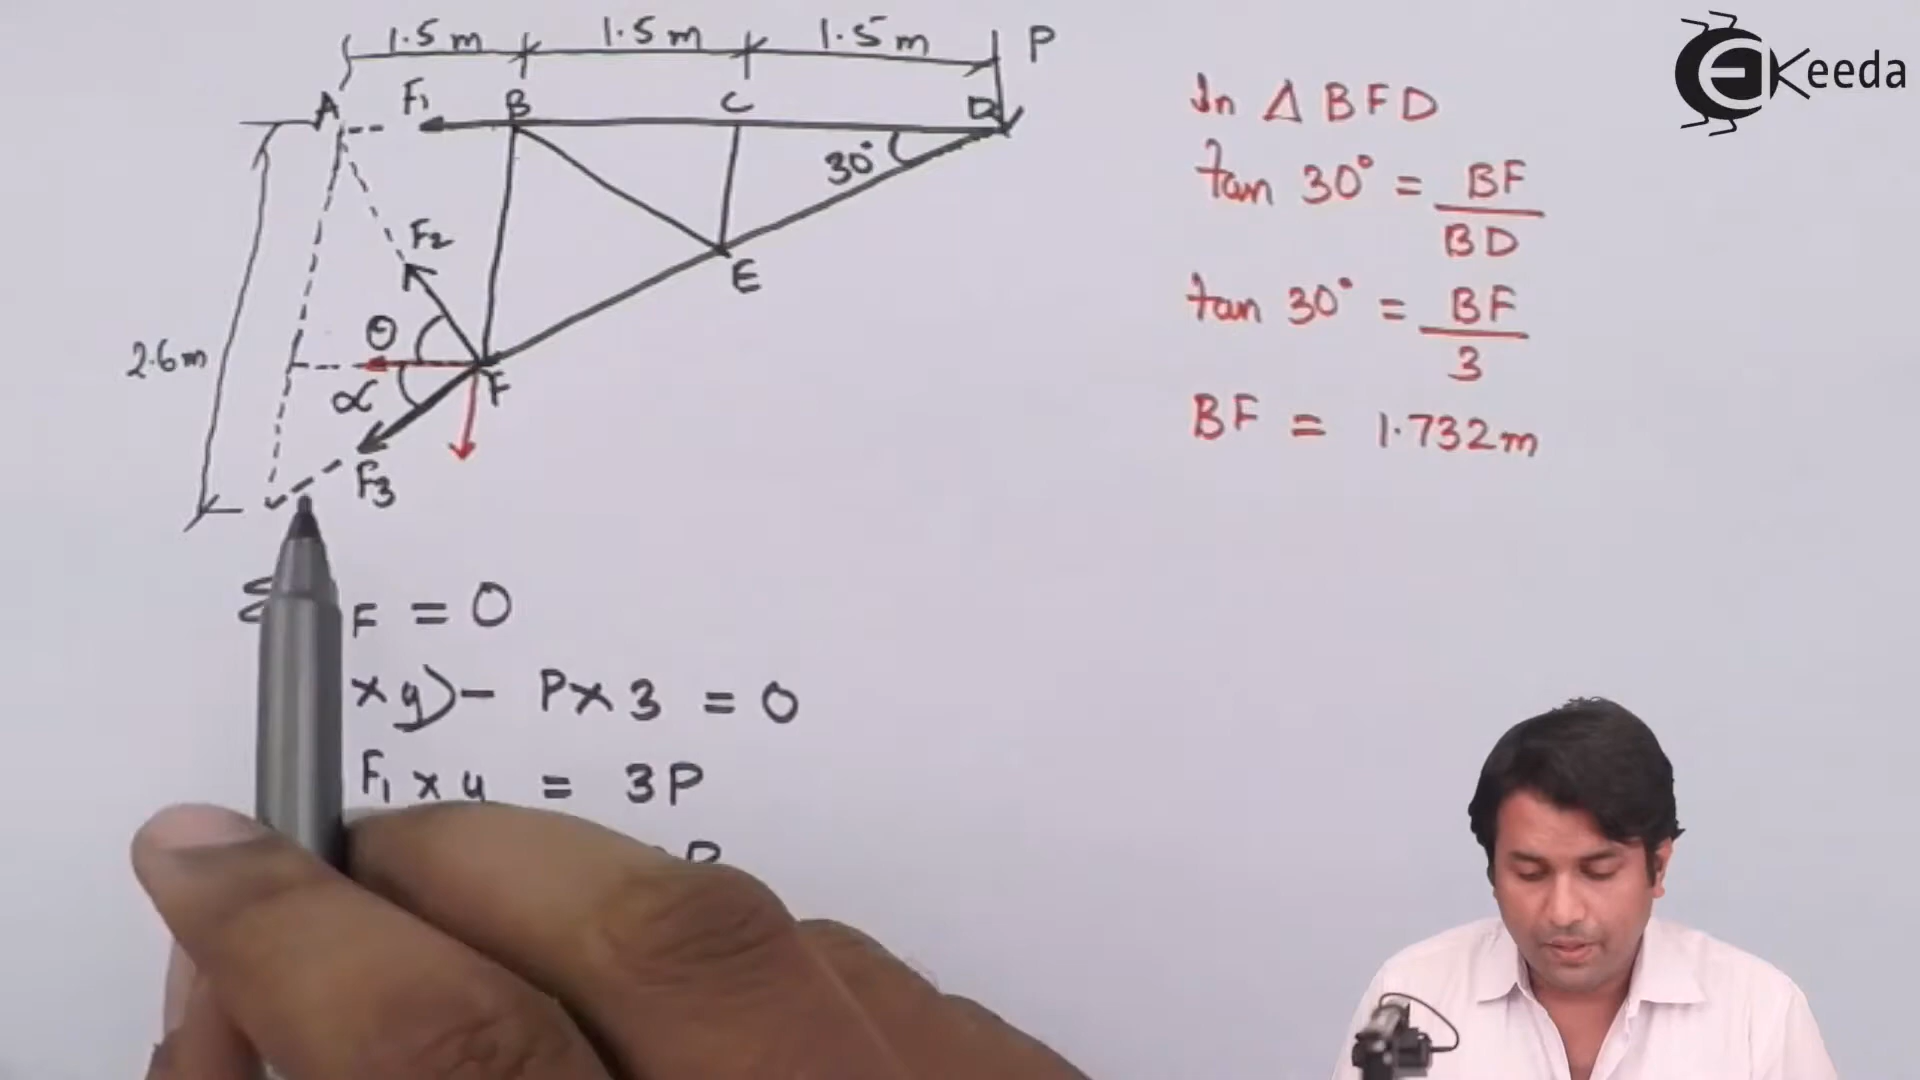 1.5m 1.5m 1.5m P
A F1 B C D
30°
F2
E
θ
2.6m
α F
F3
F = 0
× y) - P × 3 = 0
F1 × y = 3P
P
In Δ BFD
tan 30° = BF / BD
tan 30° = BF / 3
BF = 1.732m
EKeeda